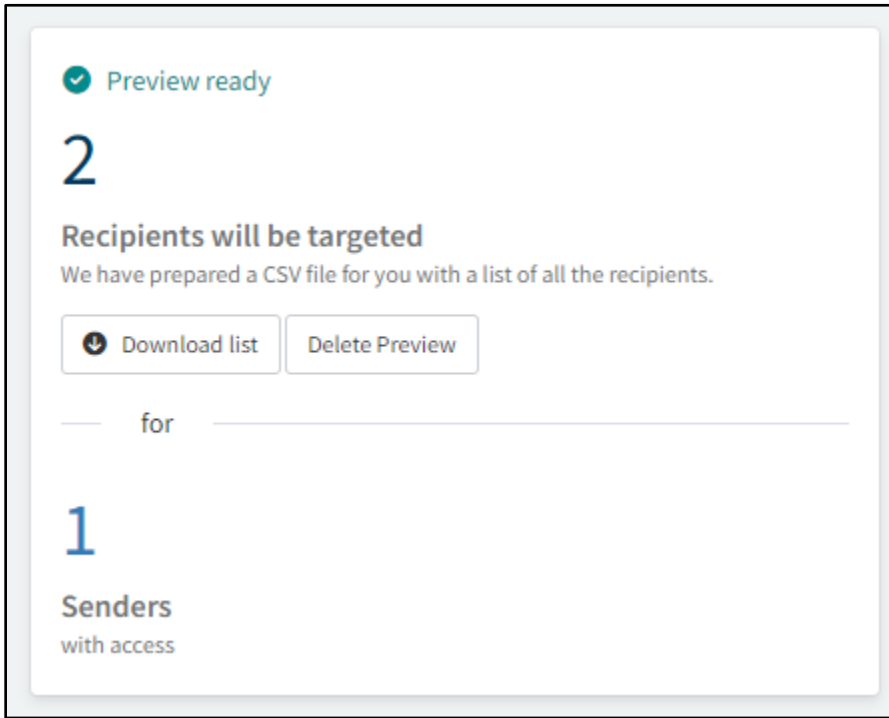 Preview ready
2
Recipients will be targeted
We have prepared a CSV file for you with a list of all the recipients.
Download list Delete Preview
for
1
Senders
with access